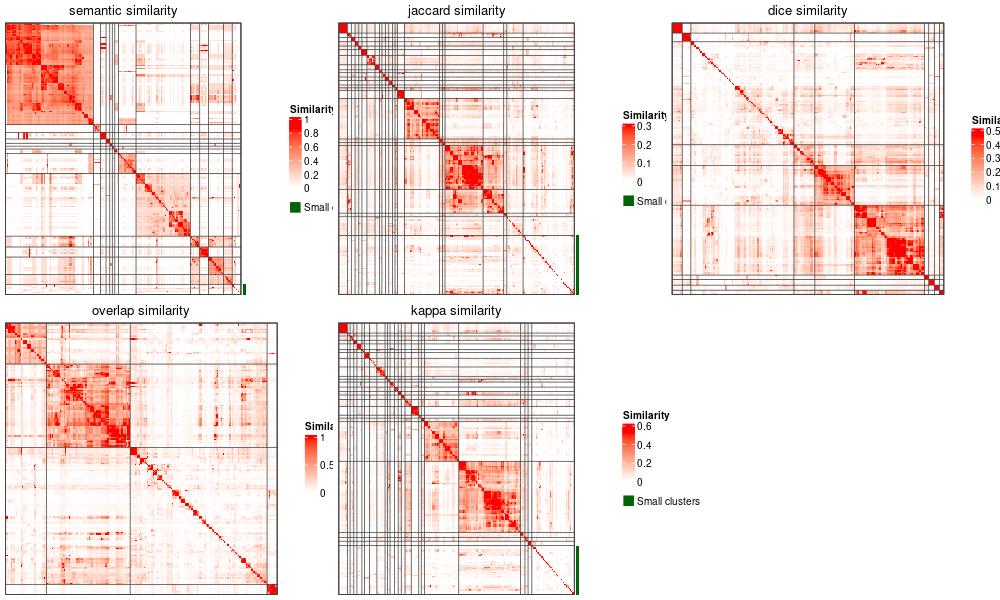 semantic similarity
Similarity
1
0.8
0.6
0.4
0.2
0
Small
jaccard similarity
Similarity
0.3
0.2
0.1
0
Small
dice similarity
0.5
0.4
0.3
0.2
0.1
0
overlap similarity
1
0.5
0
kappa similarity
Similarity
0.6
0.4
0.2
0
Small clusters